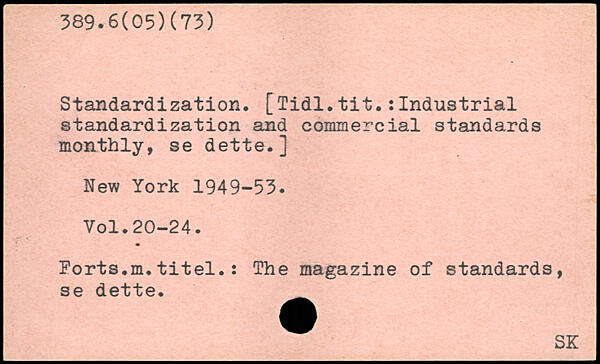 389.6(05)(73)
Standardization. [Tidl.tit.:Industrial
standardization and commercial standards
monthly, se dette.]
New York 1949-53.
Vol.20-24.
Forts.m.titel.: The magazine of standards,
se dette.
SK